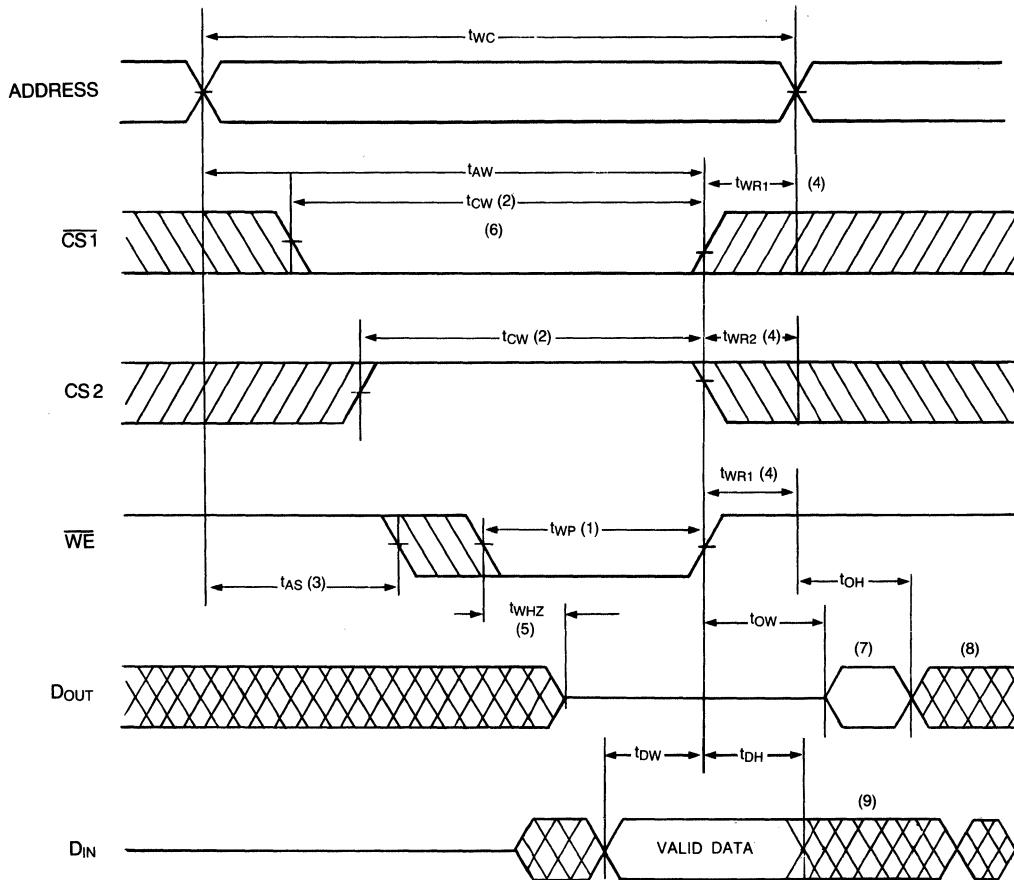 tWC
ADDRESS
tAW
tWR1 (4)
tCW (2)
(6)
CS1
tCW (2)
tWR2 (4)
CS2
tWR1 (4)
WE
tWP (1)
tAS (3)
tWHZ
(5)
tOH
tOW
(7)
(8)
DOUT
tDW
tDH
(9)
DIN
VALID DATA